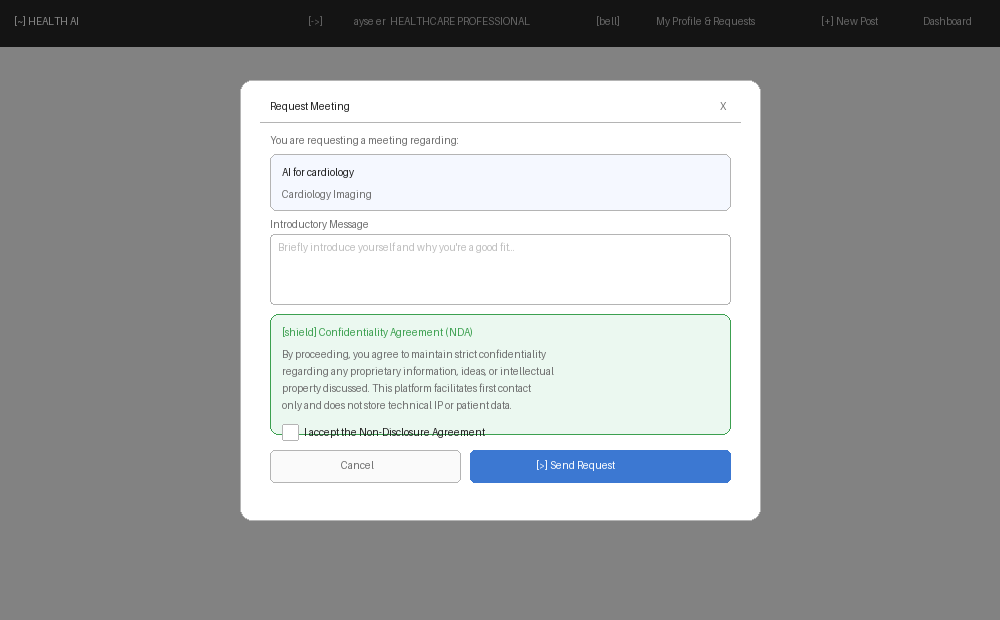 [~] HEALTH AI
[->] ayse er HEALTHCARE PROFESSIONAL [bell] My Profile & Requests [+] New Post Dashboard
Request Meeting X
You are requesting a meeting regarding:
AI for cardiology
Cardiology Imaging
Introductory Message
Briefly introduce yourself and why you're a good fit...
[shield] Confidentiality Agreement (NDA)
By proceeding, you agree to maintain strict confidentiality
regarding any proprietary information, ideas, or intellectual
property discussed. This platform facilitates first contact
only and does not store technical IP or patient data.
I accept the Non-Disclosure Agreement
Cancel [>] Send Request